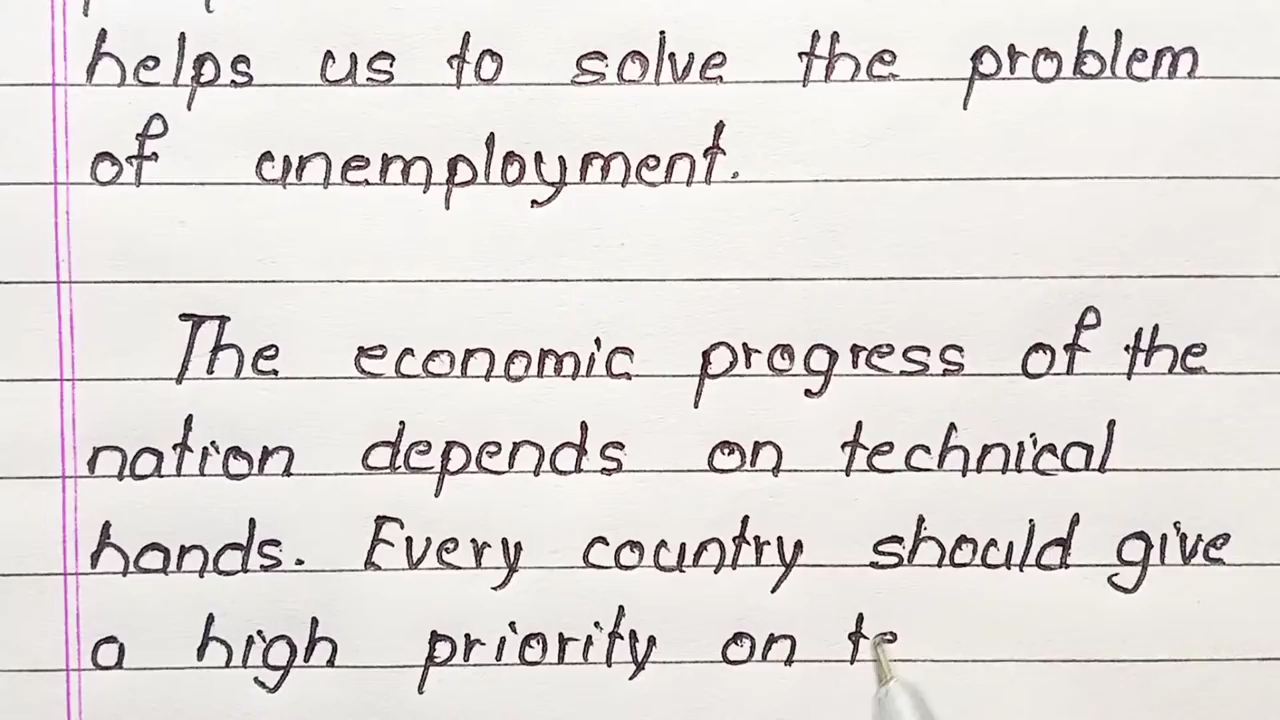 helps us to solve the problem
of unemployment.
The economic progress of the
nation depends on technical
hands. Every country should give
a high priority on te